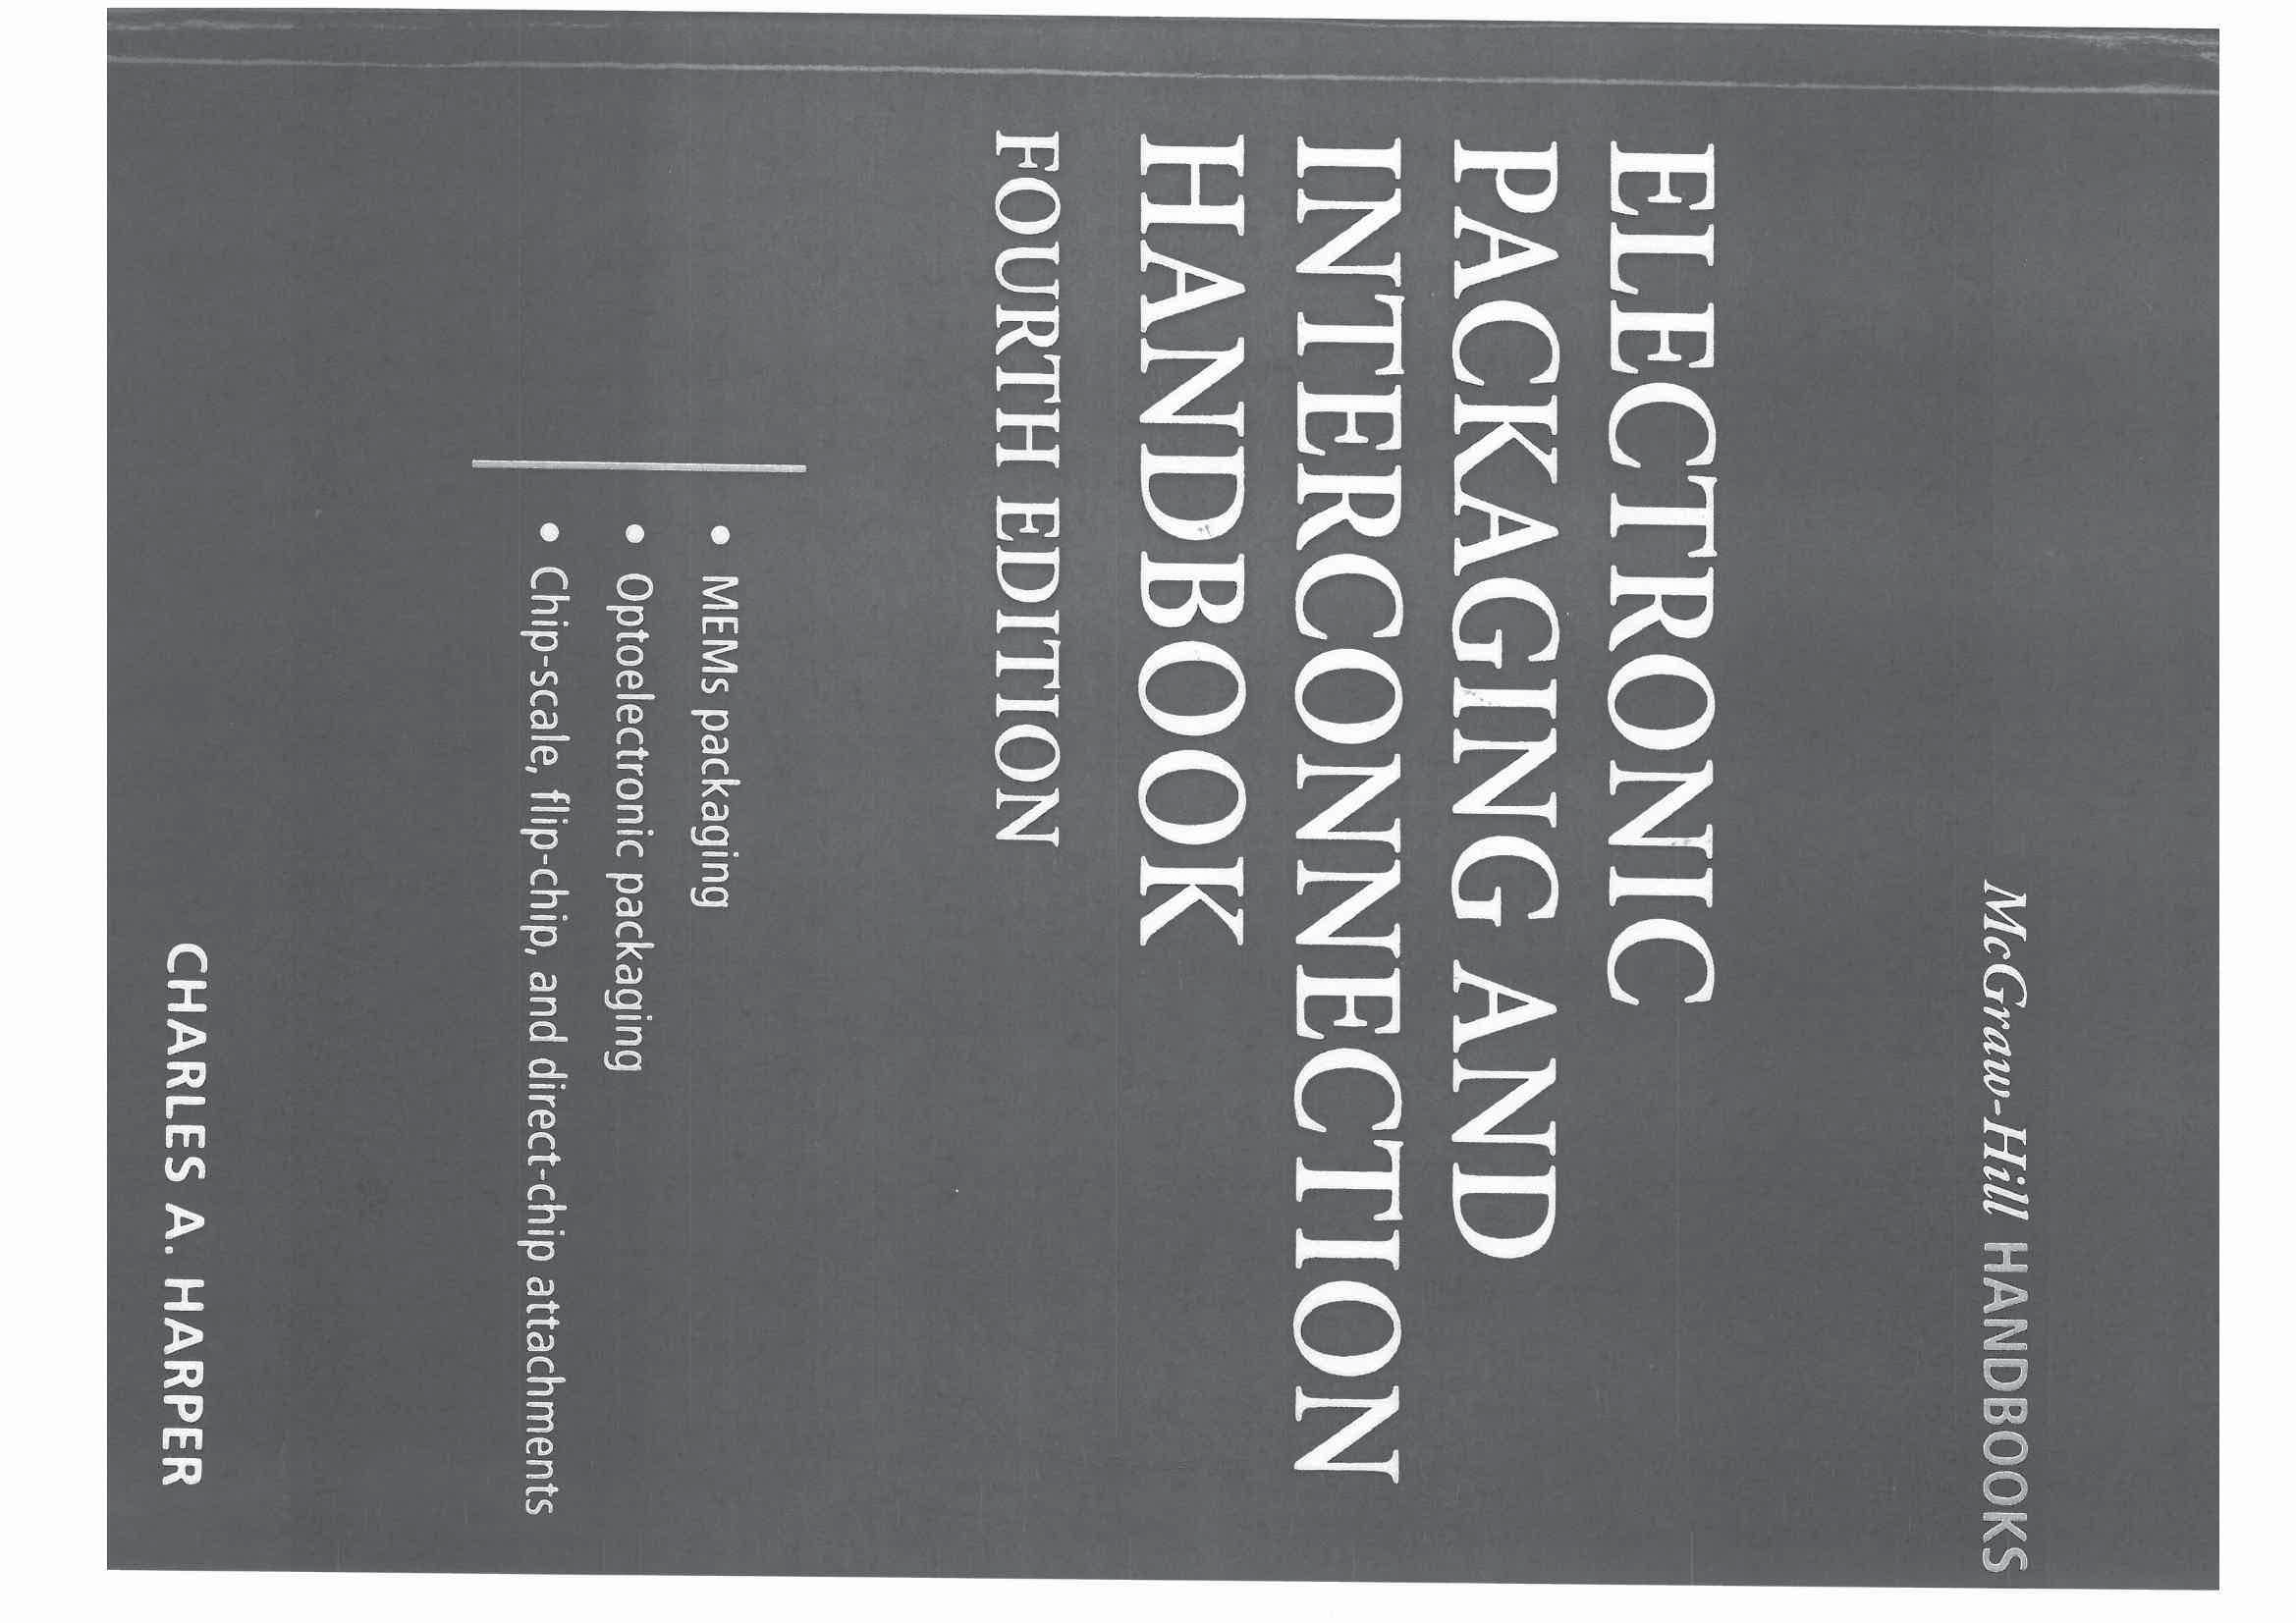 McGraw-Hill HANDBOOKS
ELECTRONIC
PACKAGING AND
INTERCONNECTION
HANDBOOK
FOURTH EDITION
• MEMs packaging
• Optoelectronic packaging
• Chip-scale, flip-chip, and direct-chip attachments
CHARLES A. HARPER